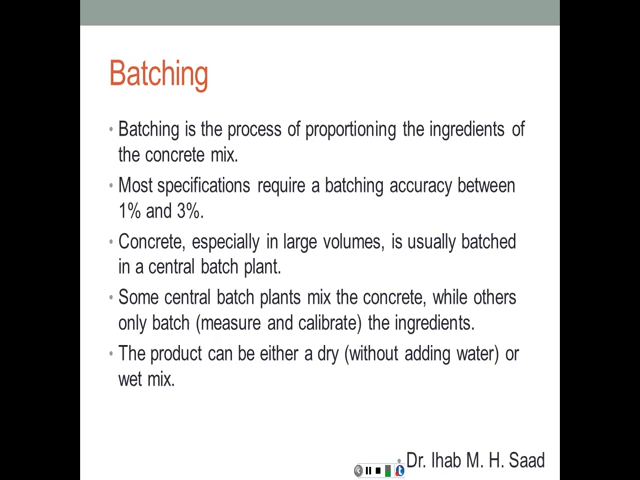 Batching
• Batching is the process of proportioning the ingredients of
the concrete mix.
• Most specifications require a batching accuracy between
1% and 3%.
• Concrete, especially in large volumes, is usually batched
in a central batch plant.
• Some central batch plants mix the concrete, while others
only batch (measure and calibrate) the ingredients.
• The product can be either a dry (without adding water) or
wet mix.
• Dr. Ihab M. H. Saad